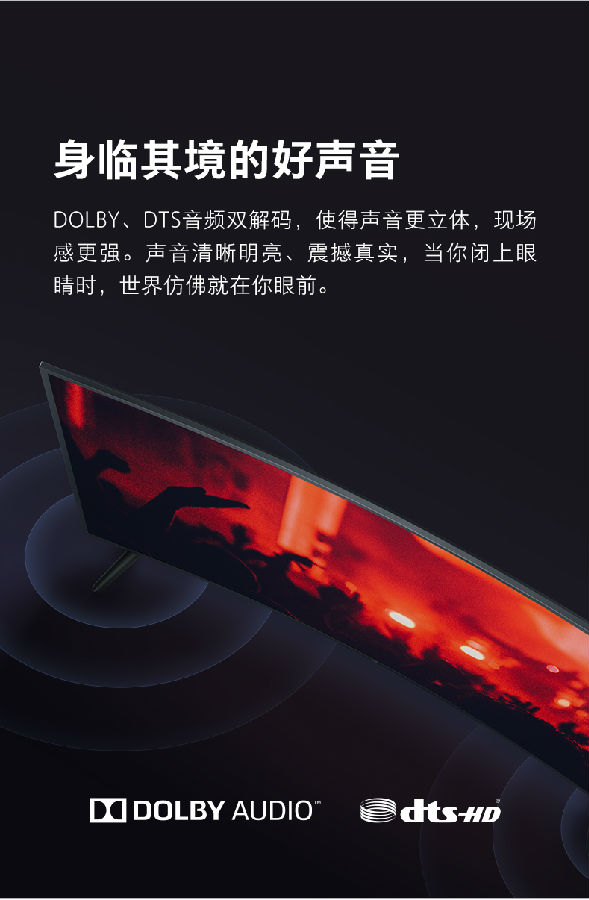 身临其境的好声音
DOLBY、DTS音频双解码，使得声音更立体，现场
感更强。声音清晰明亮、震撼真实，当你闭上眼
睛时，世界仿佛就在你眼前。
DOLBY AUDIO™
dts-HD®